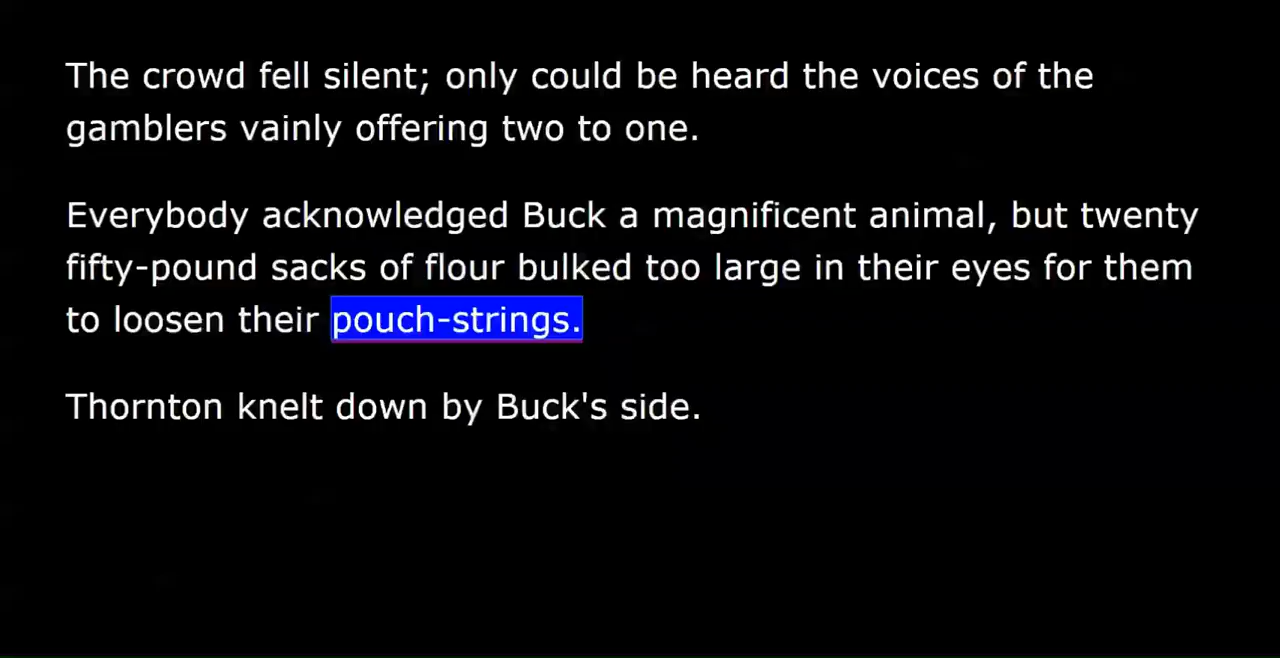 The crowd fell silent; only could be heard the voices of the
gamblers vainly offering two to one.
Everybody acknowledged Buck a magnificent animal, but twenty
fifty-pound sacks of flour bulked too large in their eyes for them
to loosen their pouch-strings.
Thornton knelt down by Buck's side.